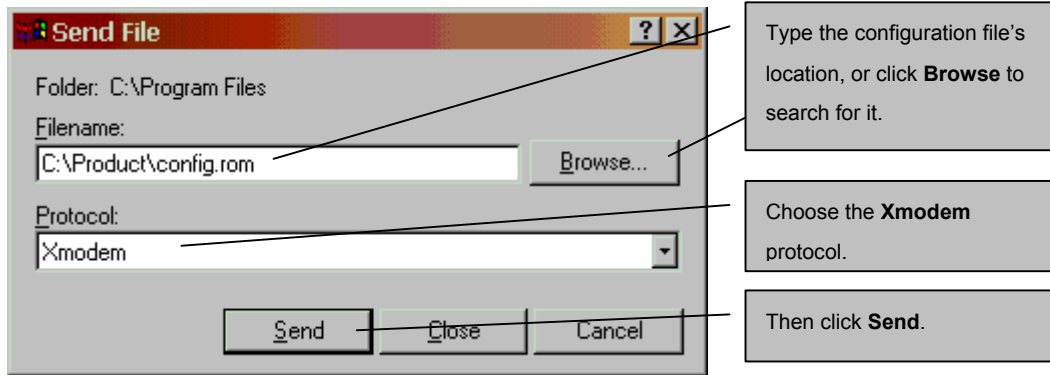 Send File
Type the configuration file’s
location, or click Browse to
search for it.
Folder: C:\Program Files
Filename:
C:\Product\config.rom
Browse...
Protocol:
Xmodem
Choose the Xmodem
protocol.
Send
Close
Cancel
Then click Send.